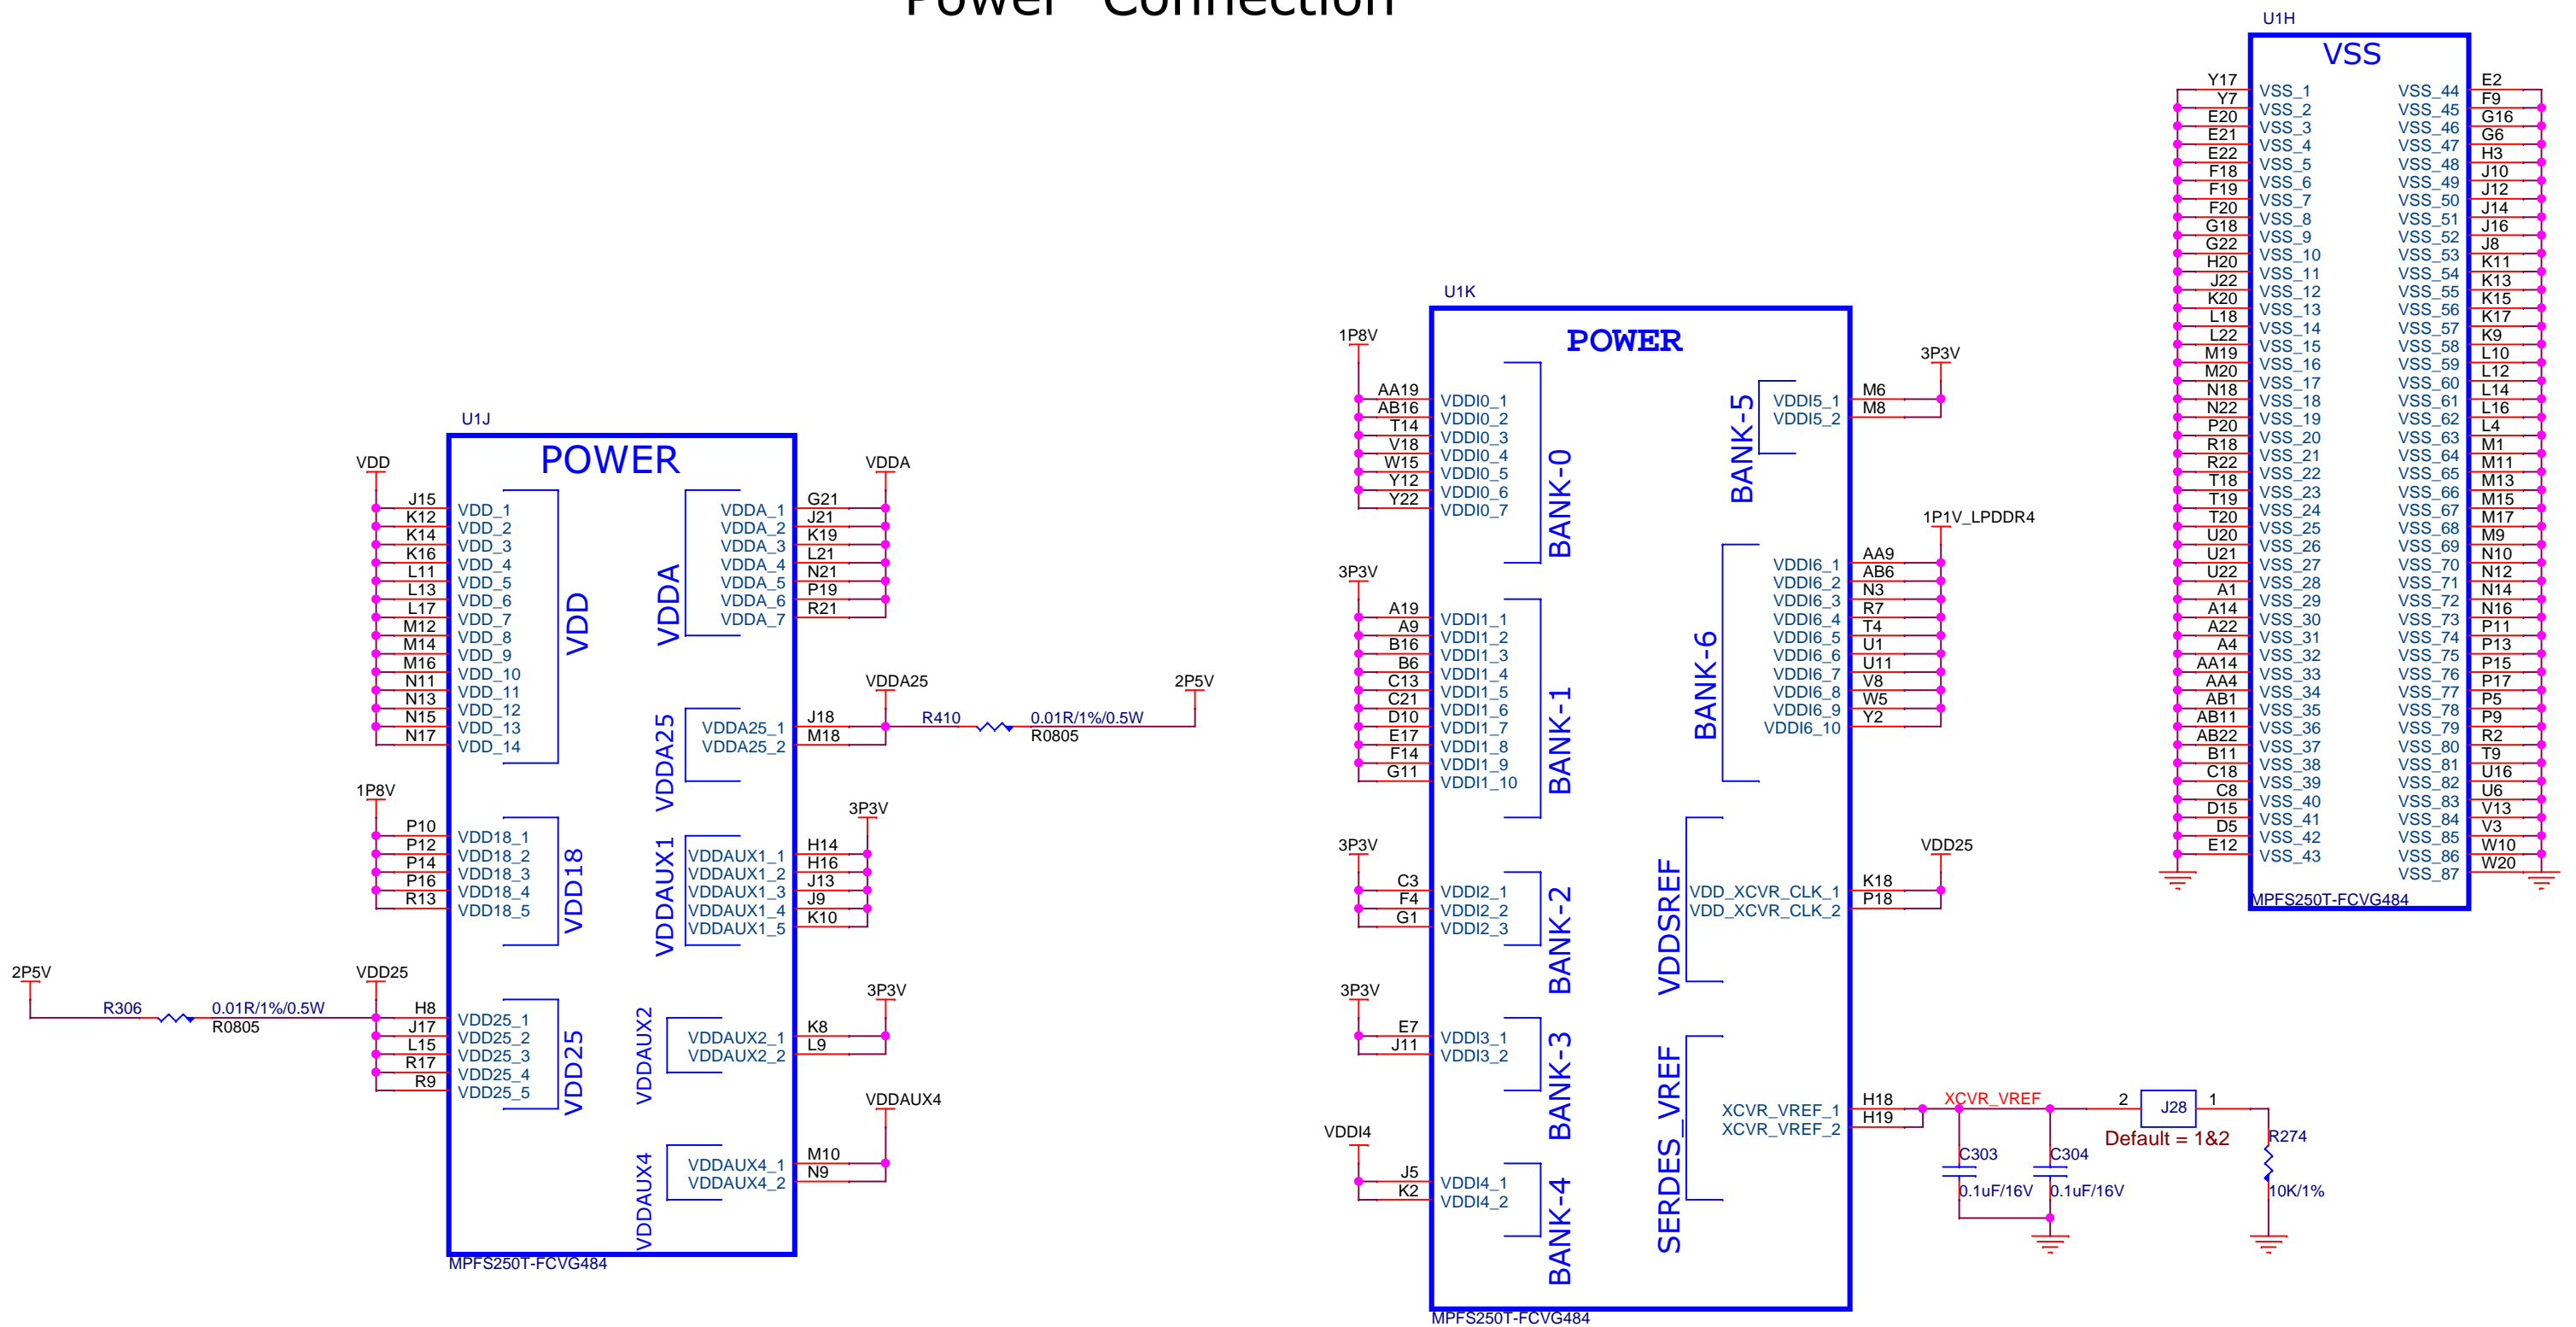 Power Connection
U1J
POWER
VDD
J15 VDD_1
K12 VDD_2
K14 VDD_3
K16 VDD_4
L11 VDD_5
L13 VDD_6
L17 VDD_7
M12 VDD_8
M14 VDD_9
M16 VDD_10
N11 VDD_11
N13 VDD_12
N15 VDD_13
N17 VDD_14
VDD
1P8V
P10 VDD18_1
P12 VDD18_2
P14 VDD18_3
P16 VDD18_4
R13 VDD18_5
VDD18
2P5V
R306
0.01R/1%/0.5W
R0805
VDD25
H8 VDD25_1
J17 VDD25_2
L15 VDD25_3
R17 VDD25_4
R9 VDD25_5
VDD25
VDDA
VDDA
VDDA_1 G21
VDDA_2 J21
VDDA_3 K19
VDDA_4 L21
VDDA_5 N21
VDDA_6 P19
VDDA_7 R21
VDDA25
VDDA25
VDDA25_1 J18
VDDA25_2 M18
R410
0.01R/1%/0.5W
R0805
2P5V
3P3V
VDDAUX1
VDDAUX1_1 H14
VDDAUX1_2 H16
VDDAUX1_3 J13
VDDAUX1_4 J9
VDDAUX1_5 K10
3P3V
VDDAUX2
VDDAUX2_1 K8
VDDAUX2_2 L9
VDDAUX4
VDDAUX4
VDDAUX4_1 M10
VDDAUX4_2 N9
MPFS250T-FCVG484
U1K
POWER
1P8V
AA19 VDDI0_1
AB16 VDDI0_2
T14 VDDI0_3
V18 VDDI0_4
W15 VDDI0_5
Y12 VDDI0_6
Y22 VDDI0_7
BANK-0
3P3V
A19 VDDI1_1
A9 VDDI1_2
B16 VDDI1_3
B6 VDDI1_4
C13 VDDI1_5
C21 VDDI1_6
D10 VDDI1_7
E17 VDDI1_8
F14 VDDI1_9
G11 VDDI1_10
BANK-1
3P3V
C3 VDDI2_1
F4 VDDI2_2
G1 VDDI2_3
BANK-2
3P3V
E7 VDDI3_1
J11 VDDI3_2
BANK-3
VDDI4
J5 VDDI4_1
K2 VDDI4_2
BANK-4
3P3V
BANK-5
VDDI5_1 M6
VDDI5_2 M8
1P1V_LPDDR4
BANK-6
VDDI6_1 AA9
VDDI6_2 AB6
VDDI6_3 N3
VDDI6_4 R7
VDDI6_5 T4
VDDI6_6 U1
VDDI6_7 U11
VDDI6_8 V8
VDDI6_9 W5
VDDI6_10 Y2
VDD25
VDDSREF
VDD_XCVR_CLK_1 K18
VDD_XCVR_CLK_2 P18
SERDES_VREF
XCVR_VREF_1 H18
XCVR_VREF_2 H19
XCVR_VREF
2 J28 1
Default = 1&2
C303
0.1uF/16V
C304
0.1uF/16V
R274
10K/1%
MPFS250T-FCVG484
U1H
VSS
Y17 VSS_1
Y7 VSS_2
E20 VSS_3
E21 VSS_4
E22 VSS_5
F18 VSS_6
F19 VSS_7
F20 VSS_8
G18 VSS_9
G22 VSS_10
H20 VSS_11
J22 VSS_12
K20 VSS_13
L18 VSS_14
L22 VSS_15
M19 VSS_16
M20 VSS_17
N18 VSS_18
N22 VSS_19
P20 VSS_20
R18 VSS_21
R22 VSS_22
T18 VSS_23
T19 VSS_24
T20 VSS_25
U20 VSS_26
U21 VSS_27
U22 VSS_28
A1 VSS_29
A14 VSS_30
A22 VSS_31
A4 VSS_32
AA14 VSS_33
AA4 VSS_34
AB1 VSS_35
AB11 VSS_36
AB22 VSS_37
B11 VSS_38
C18 VSS_39
C8 VSS_40
D15 VSS_41
D5 VSS_42
E12 VSS_43
VSS_44 E2
VSS_45 F9
VSS_46 G16
VSS_47 G6
VSS_48 H3
VSS_49 J10
VSS_50 J12
VSS_51 J14
VSS_52 J16
VSS_53 J8
VSS_54 K11
VSS_55 K13
VSS_56 K15
VSS_57 K17
VSS_58 K9
VSS_59 L10
VSS_60 L12
VSS_61 L14
VSS_62 L16
VSS_63 L4
VSS_64 M1
VSS_65 M11
VSS_66 M13
VSS_67 M15
VSS_68 M17
VSS_69 M9
VSS_70 N10
VSS_71 N12
VSS_72 N14
VSS_73 N16
VSS_74 P11
VSS_75 P13
VSS_76 P15
VSS_77 P17
VSS_78 P5
VSS_79 P9
VSS_80 R2
VSS_81 T9
VSS_82 U16
VSS_83 U6
VSS_84 V13
VSS_85 V3
VSS_86 W10
VSS_87 W20
MPFS250T-FCVG484